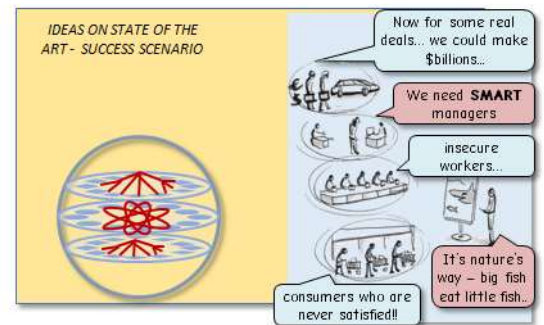 IDEAS ON STATE OF THE
ART - SUCCESS SCENARIO
Now for some real
deals... we could make
$billions...
We need SMART
managers
insecure
workers...
It's nature's
way – big fish
eat little fish..
consumers who are
never satisfied!!